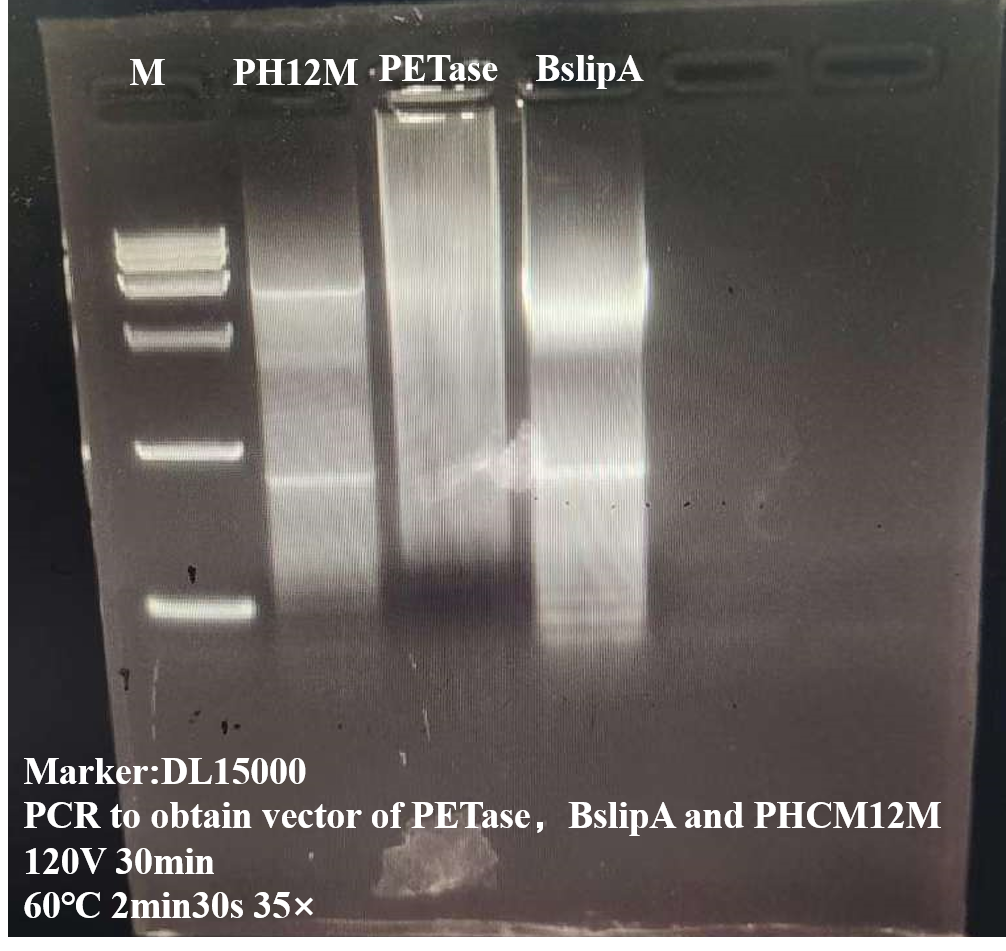 M PH12M PETase BslipA
Marker:DL15000
PCR to obtain vector of PETase，BslipA and PHCM12M
120V 30min
60℃ 2min30s 35×